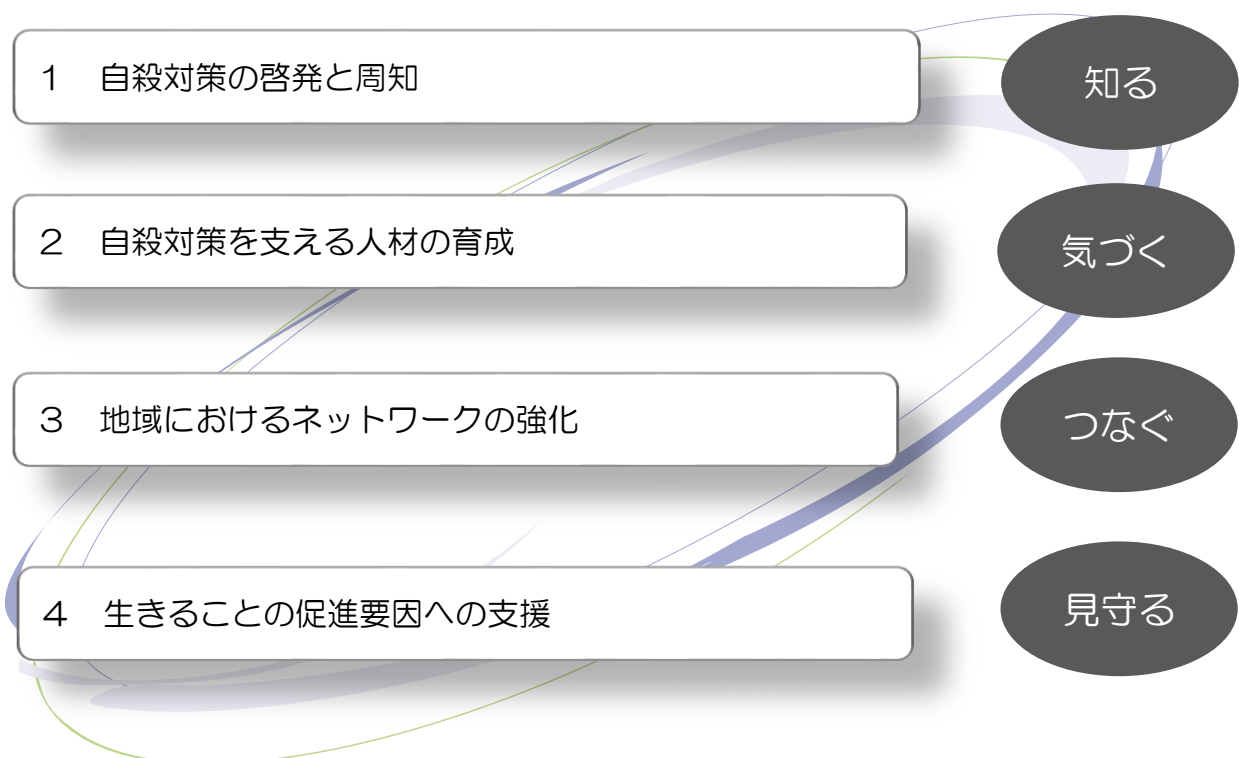 １　自殺対策の啓発と周知
知る
２　自殺対策を支える人材の育成
気づく
３　地域におけるネットワークの強化
つなぐ
４　生きることの促進要因への支援
見守る